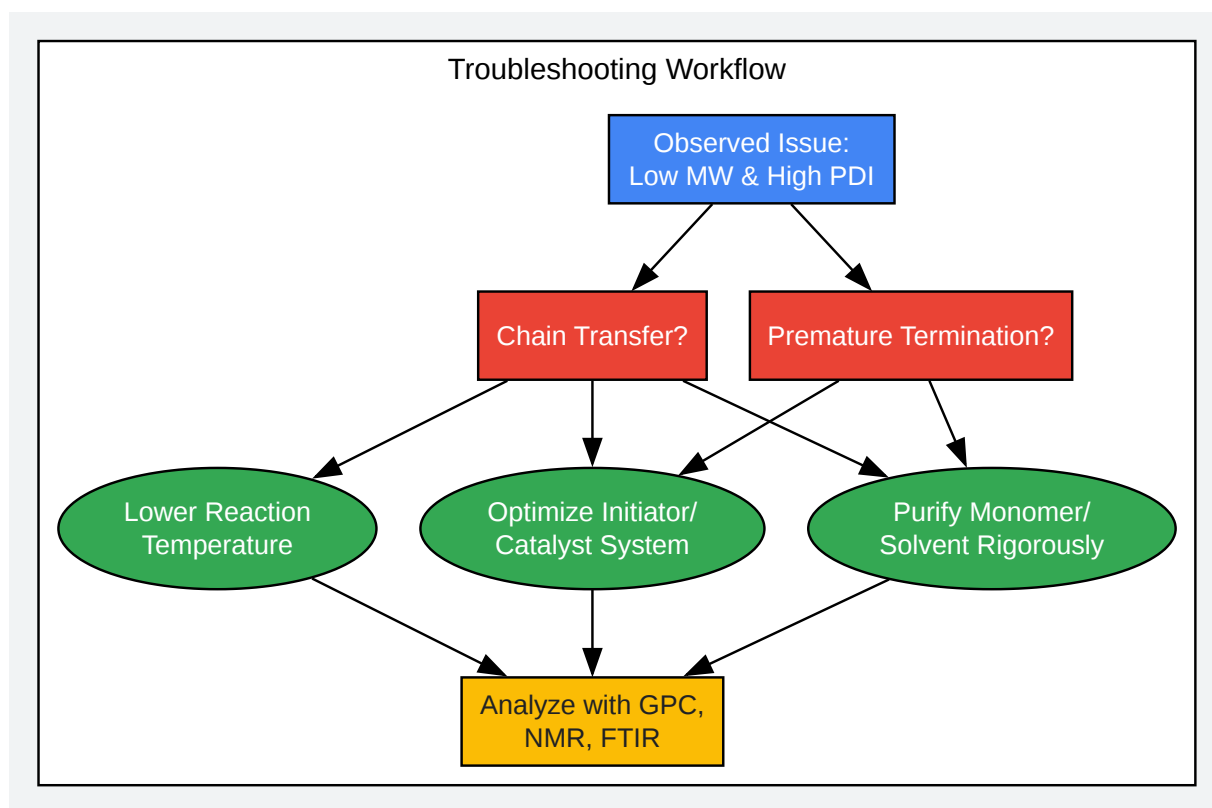 Troubleshooting Workflow
Observed Issue:
Low MW & High PDI
Chain Transfer?
Premature Termination?
Lower Reaction
Temperature
Optimize Initiator/
Catalyst System
Purify Monomer/
Solvent Rigorously
Analyze with GPC,
NMR, FTIR